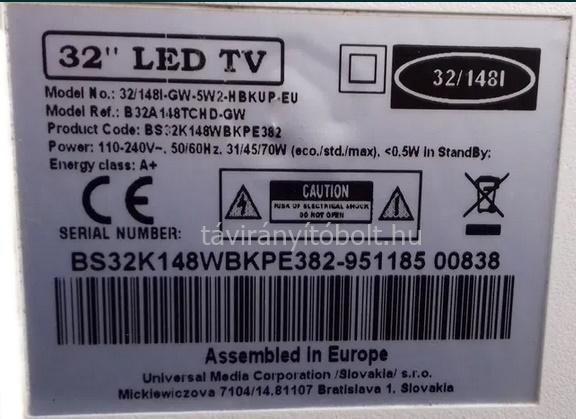 32" LED TV
32/148I
Model No.: 32/148I-GW-5W2-HBKUP-EU
Model Ref.: B32A148TCHD-GW
Product Code: BS32K148WBKPE382
Power: 110-240V~, 50/60Hz, 31/45/70W (eco./std./max), <0.5W in StandBy;
Energy class: A+
CE
CAUTION
RISK OF ELECTRICAL SHOCK
DO NOT OPEN
SERIAL NUMBER:
távirányítóbolt.hu
BS32K148WBKPE382-951185 00838
Assembled in Europe
Universal Media Corporation /Slovakia/ s.r.o.
Mickiewiczova 7104/14.81107 Bratislava 1. Slovakia